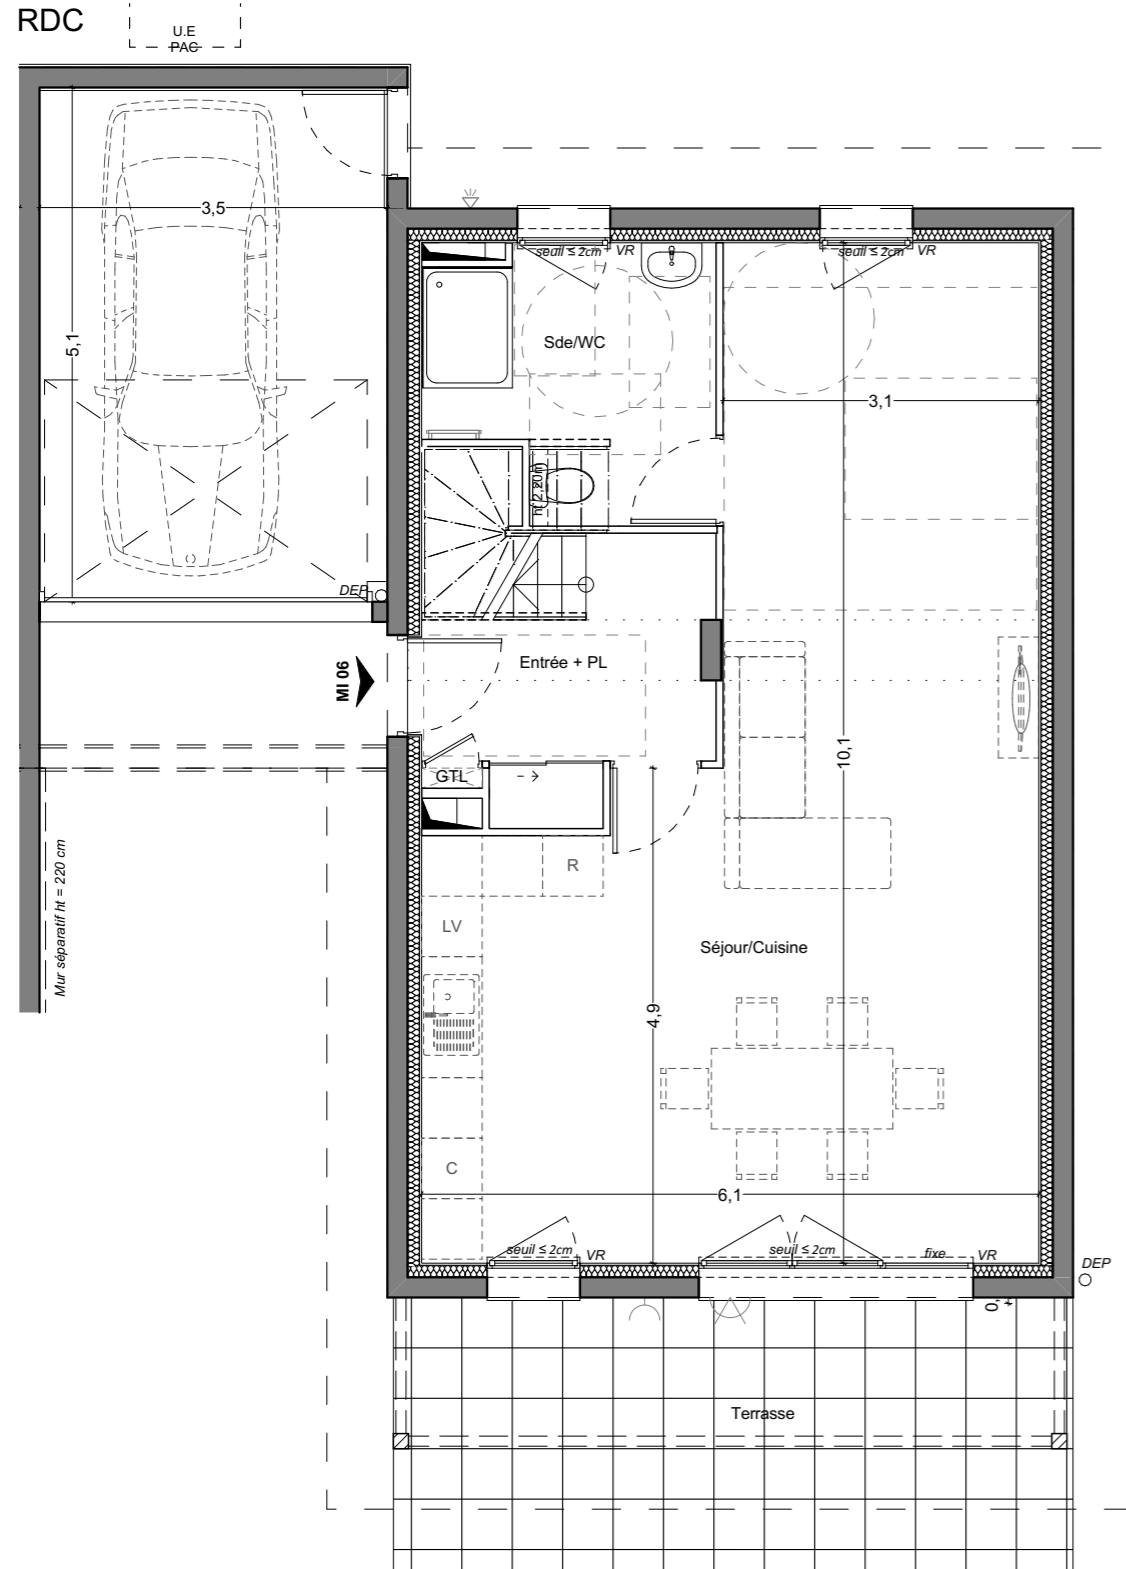 RDC
U.E
PAC
3,5
5,1
seuil ≤ 2cm
VR
seuil ≤ 2cm
VR
Sde/WC
3,1
ht 2,20m)
DEP
MI 06
Entrée + PL
GTL
10,1
R
LV
Séjour/Cuisine
Mur séparatif ht = 220 cm
4,9
C
6,1
seuil ≤ 2cm
VR
seuil ≤ 2cm
fixe
VR
DEP
Terrasse